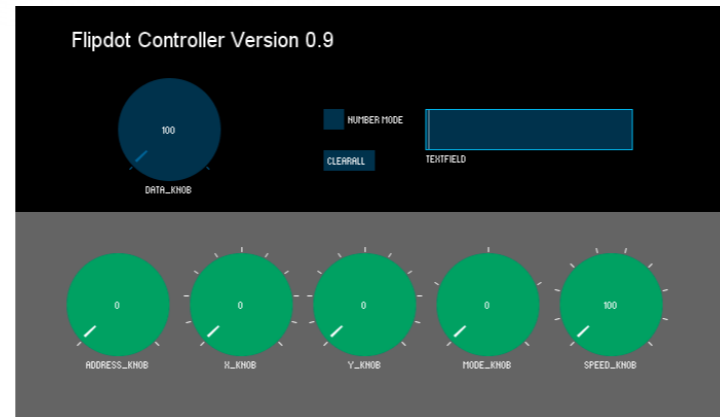 Flipdot Controller Version 0.9
100
DATA_KNOB
NUMBER MODE
CLEARALL
TEXTFIELD
0
0
0
0
100
ADDRESS_KNOB
X_KNOB
Y_KNOB
MODE_KNOB
SPEED_KNOB